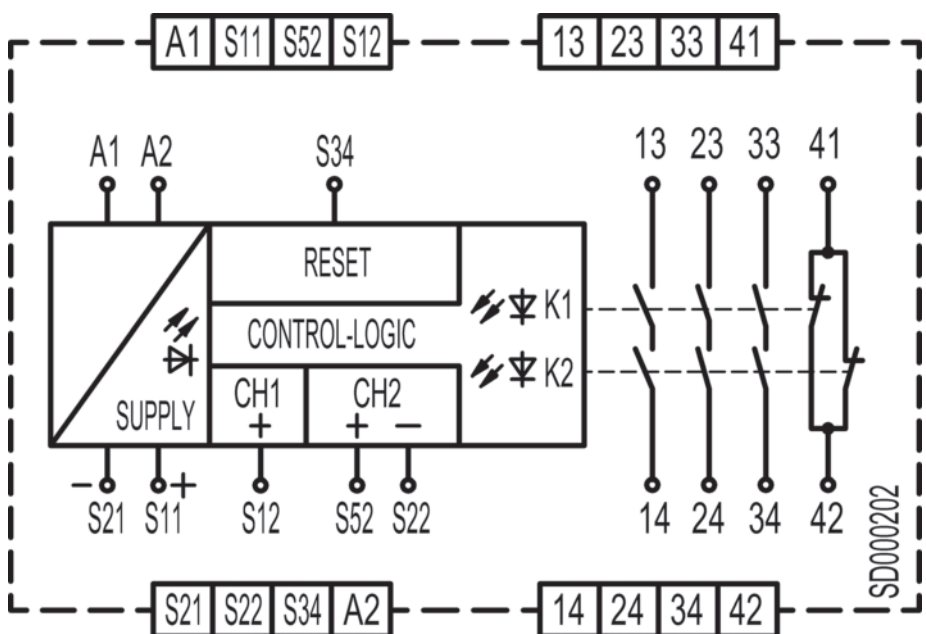 A1 S11 S52 S12 13 23 33 41
A1 A2 S34 13 23 33 41
RESET
K1
CONTROL-LOGIC
K2
CH1 CH2
SUPPLY + + −
− + 
S21 S11 S12 S52 S22 14 24 34 42
SD000202
S21 S22 S34 A2 14 24 34 42